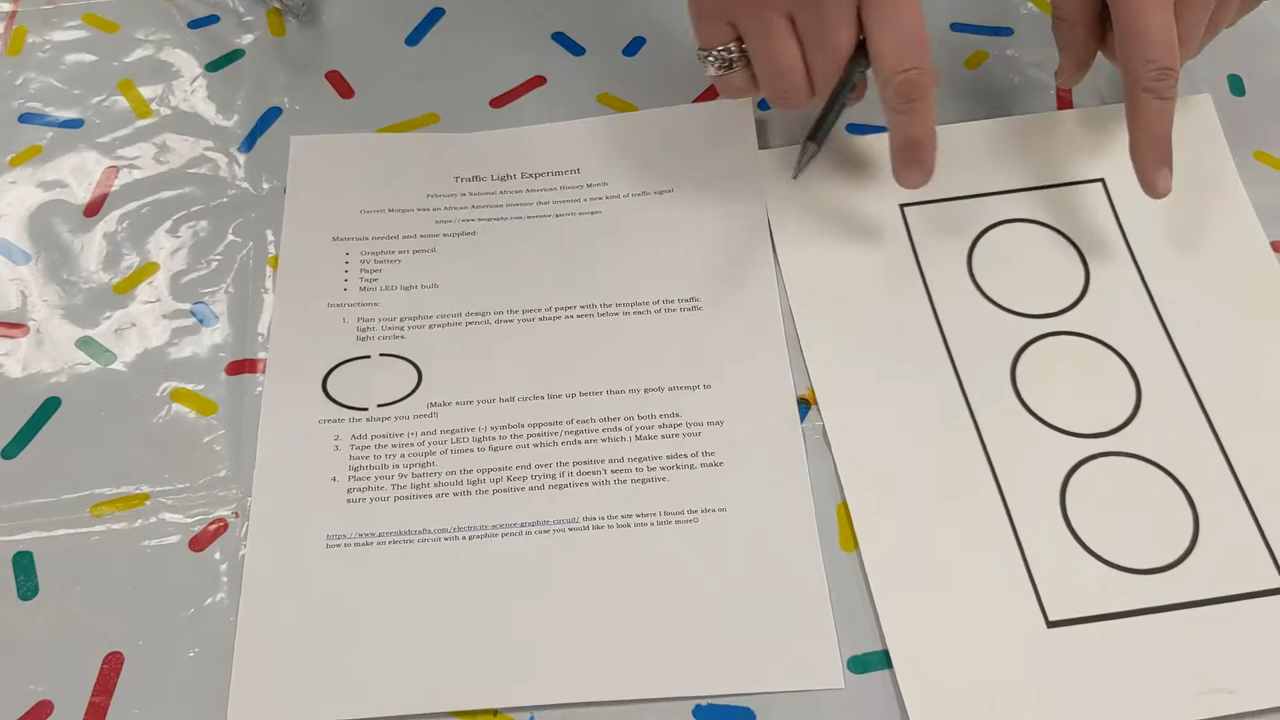 Traffic Light Experiment
February is National African American History Month
Garrett Morgan was an African American inventor that invented a new kind of traffic signal
https://www.biography.com/inventor/garrett-morgan
Materials needed and some supplied:
• Graphite art pencil
• 9V battery
• Paper
• Tape
• Mini LED light bulb
Instructions:
1. Plan your graphite circuit design on the piece of paper with the template of the traffic
light. Using your graphite pencil, draw your shape as seen below in each of the traffic
light circles.
(Make sure your half circles line up better than my goofy attempt to
create the shape you need!)
2. Add positive (+) and negative (-) symbols opposite of each other on both ends.
3. Tape the wires of your LED lights to the positive/negative ends of your shape (you may
have to try a couple of times to figure out which ends are which.) Make sure your
lightbulb is upright.
4. Place your 9v battery on the opposite end over the positive and negative sides of the
graphite. The light should light up! Keep trying if it doesn't seem to be working, make
sure your positives are with the positive and negatives with the negative.
https://www.greenkidcrafts.com/electricity-science-graphite-circuit/ this is the site where I found the idea on
how to make an electric circuit with a graphite pencil in case you would like to look into a little more☺